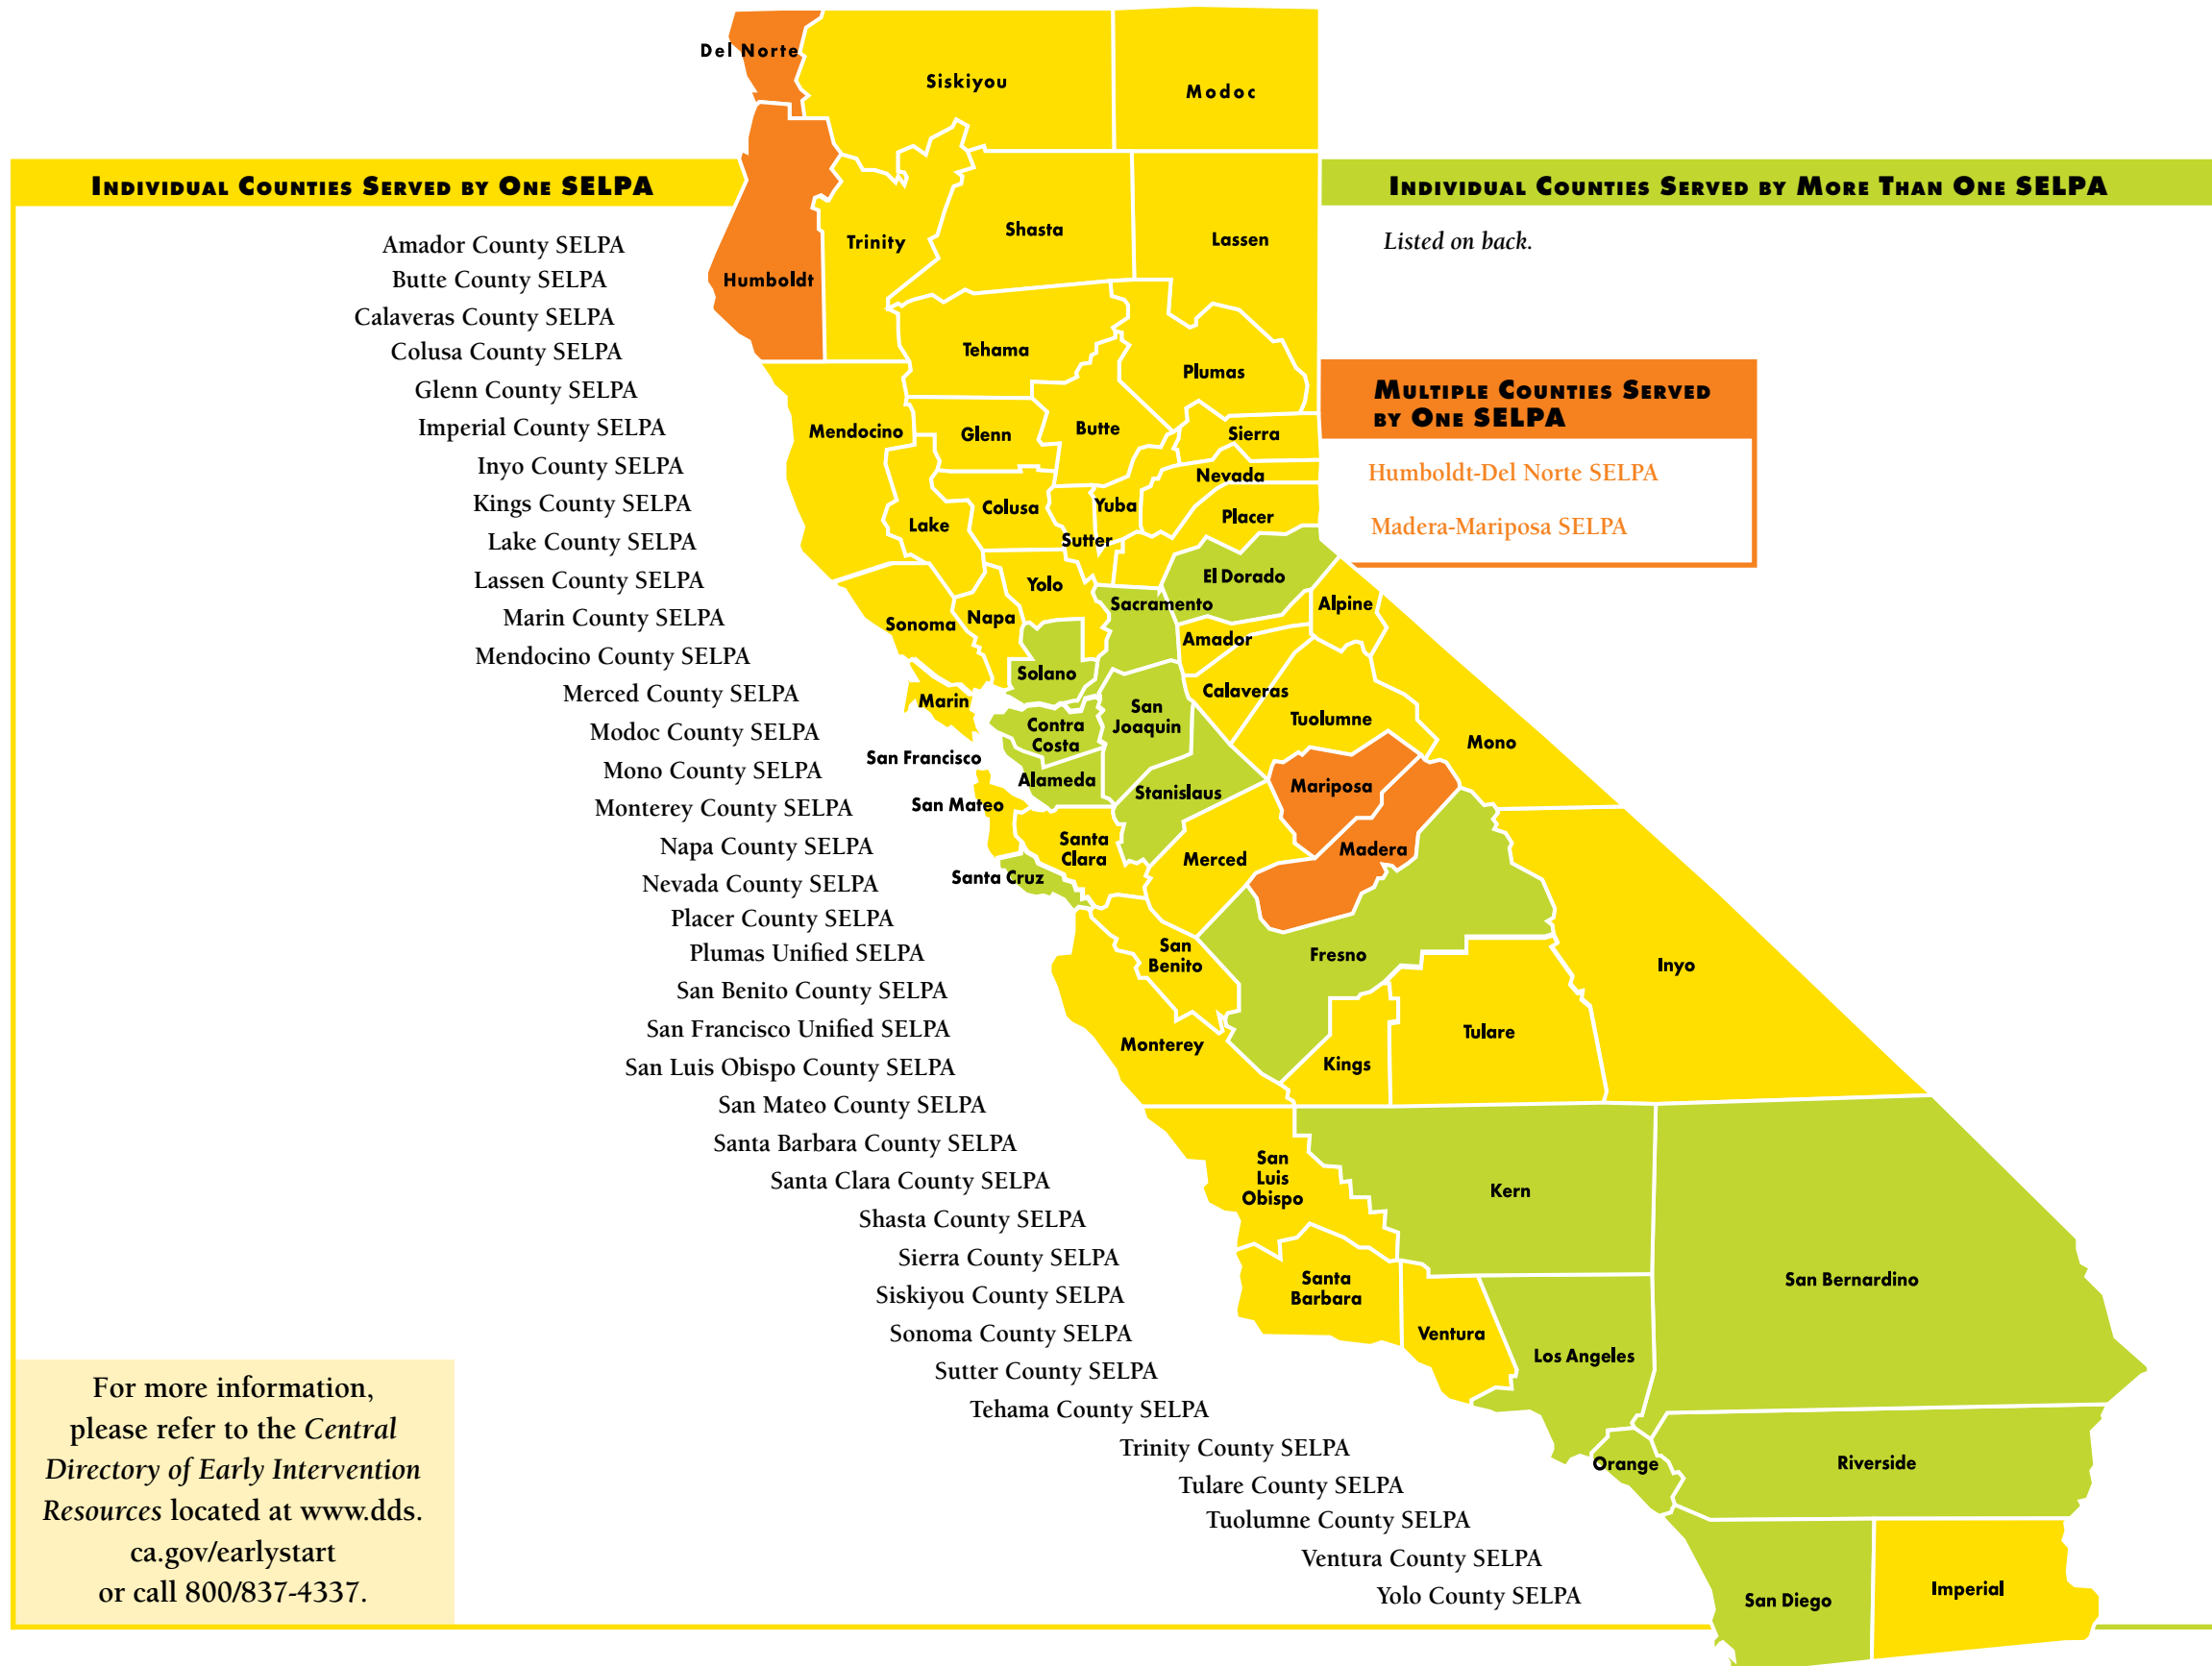 INDIVIDUAL COUNTIES SERVED BY ONE SELPA
Amador County SELPA
Butte County SELPA
Calaveras County SELPA
Colusa County SELPA
Glenn County SELPA
Imperial County SELPA
Inyo County SELPA
Kings County SELPA
Lake County SELPA
Lassen County SELPA
Marin County SELPA
Mendocino County SELPA
Merced County SELPA
Modoc County SELPA
Mono County SELPA
Monterey County SELPA
Napa County SELPA
Nevada County SELPA
Placer County SELPA
Plumas Unified SELPA
San Benito County SELPA
San Francisco Unified SELPA
San Luis Obispo County SELPA
San Mateo County SELPA
Santa Barbara County SELPA
Santa Clara County SELPA
Shasta County SELPA
Sierra County SELPA
Siskiyou County SELPA
Sonoma County SELPA
Sutter County SELPA
Tehama County SELPA
Trinity County SELPA
Tulare County SELPA
Tuolumne County SELPA
Ventura County SELPA
Yolo County SELPA
For more information,
please refer to the Central
Directory of Early Intervention
Resources located at www.dds.
ca.gov/earlystart
or call 800/837-4337.
Del Norte
Siskiyou
Modoc
Humboldt
Trinity
Shasta
Lassen
Tehama
Plumas
Mendocino
Glenn
Butte
Sierra
Nevada
Lake
Colusa
Yuba
Placer
Sutter
El Dorado
Yolo
Sacramento
Alpine
Sonoma
Napa
Amador
Solano
Calaveras
Marin
San
Joaquin
Tuolumne
Contra
Costa
Mono
San Francisco
Alameda
Stanislaus
Mariposa
San Mateo
Santa
Clara
Merced
Madera
Santa Cruz
San
Benito
Fresno
Inyo
Monterey
Kings
Tulare
San
Luis
Obispo
Kern
Santa
Barbara
San Bernardino
Ventura
Los Angeles
Orange
Riverside
San Diego
Imperial
INDIVIDUAL COUNTIES SERVED BY MORE THAN ONE SELPA
Listed on back.
MULTIPLE COUNTIES SERVED
BY ONE SELPA
Humboldt-Del Norte SELPA
Madera-Mariposa SELPA